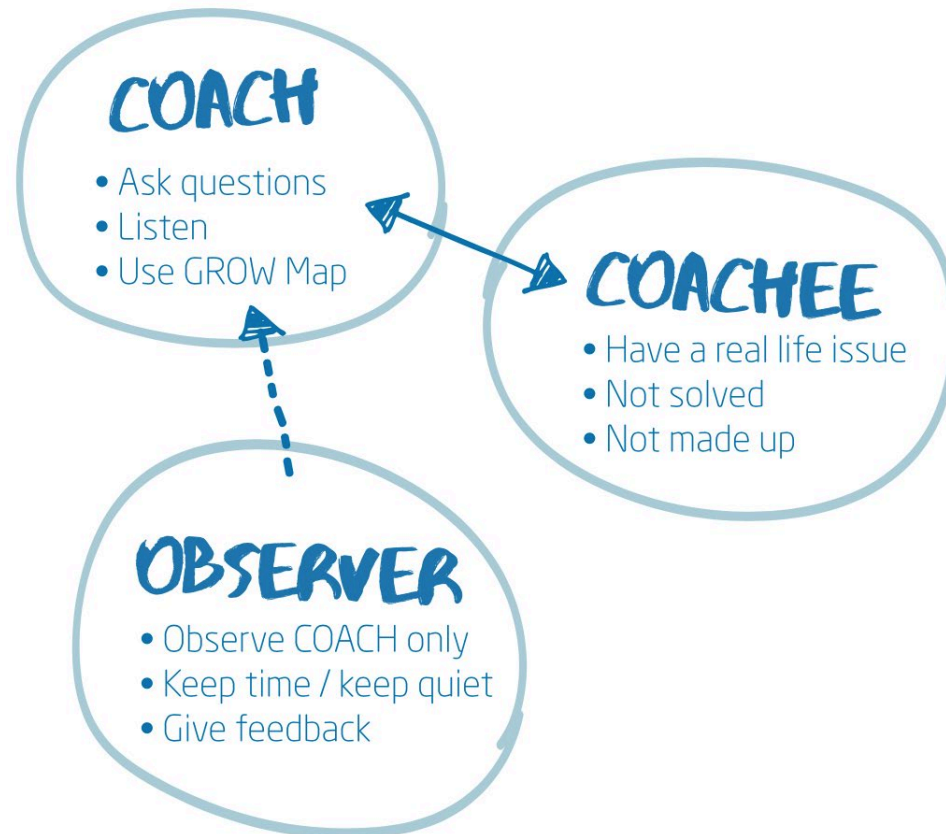 COACH
• Ask questions
• Listen
• Use GROW Map
COACHEE
• Have a real life issue
• Not solved
• Not made up
OBSERVER
• Observe COACH only
• Keep time / keep quiet
• Give feedback